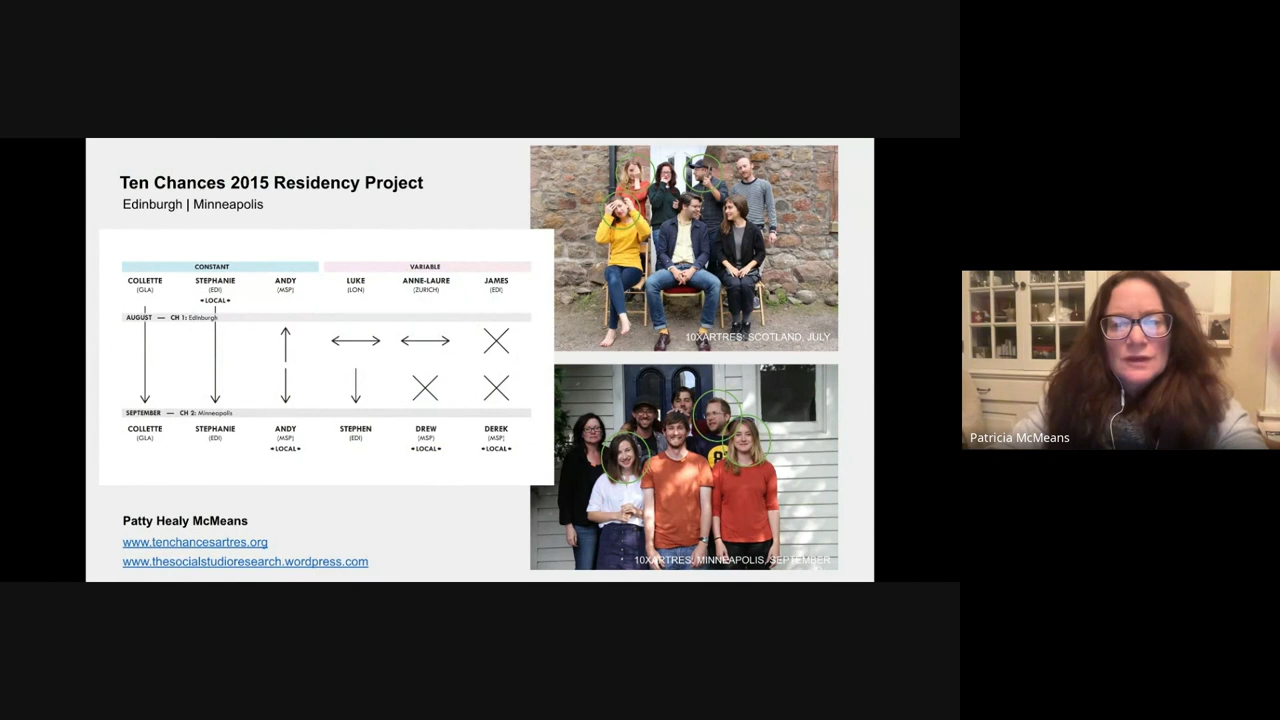 Ten Chances 2015 Residency Project
Edinburgh | Minneapolis
CONSTANT VARIABLE
COLLETTE STEPHANIE ANDY LUKE ANNE-LAURE JAMES
(GLA) (EDI) (MSP) (LON) (ZURICH) (EDI)
LOCAL
AUGUST — CH 1: Edinburgh
SEPTEMBER — CH 2: Minneapolis
COLLETTE STEPHANIE ANDY STEPHEN DREW DEREK
(GLA) (EDI) (MSP) (EDI) (MSP) (MSP)
LOCAL LOCAL LOCAL
Patty Healy McMeans
www.tenchancesartres.org
www.thesocialstudioresearch.wordpress.com
10XARTRES: SCOTLAND, JULY
10XARTRES: MINNEAPOLIS, SEPTEMBER
Patricia McMeans